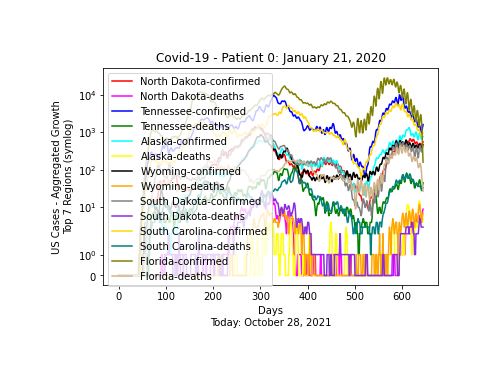 Covid-19 - Patient 0: January 21, 2020
US Cases - Aggregated Growth
Top 7 Regions (symlog)
10⁴
10³
10²
10¹
10⁰
0
North Dakota-confirmed
North Dakota-deaths
Tennessee-confirmed
Tennessee-deaths
Alaska-confirmed
Alaska-deaths
Wyoming-confirmed
Wyoming-deaths
South Dakota-confirmed
South Dakota-deaths
South Carolina-confirmed
South Carolina-deaths
Florida-confirmed
Florida-deaths
0 100 200 300 400 500 600
Days
Today: October 28, 2021